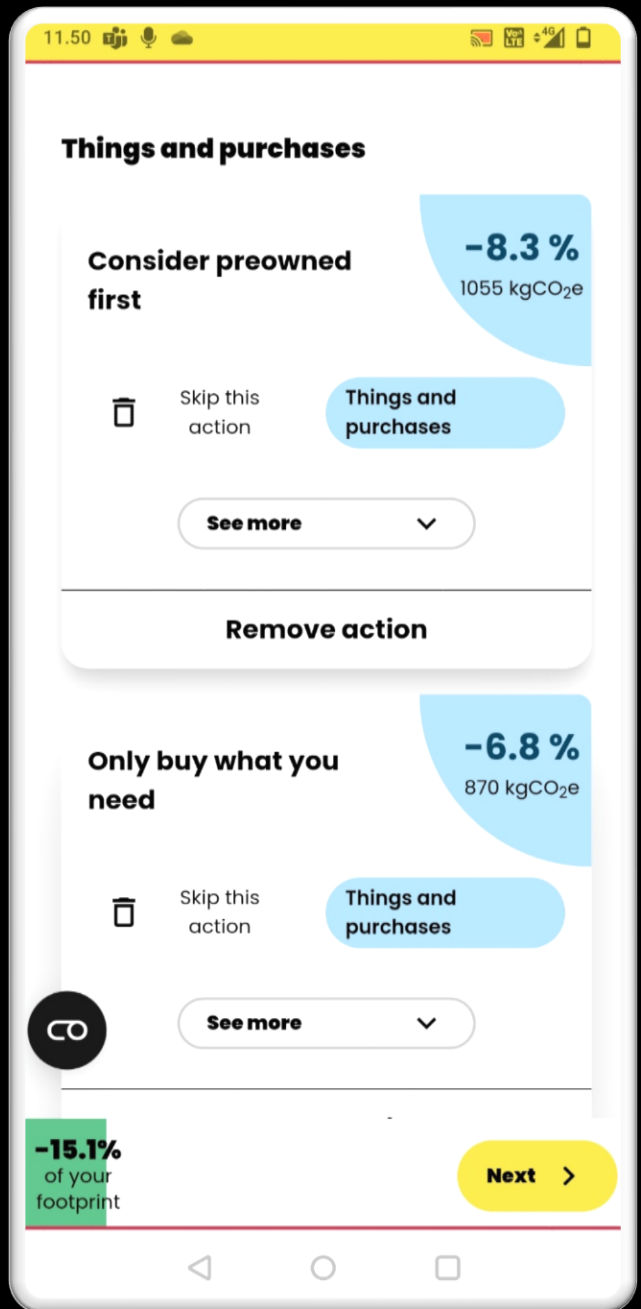 11.50
VoLTE 4G
Things and purchases
-8.3 %
1055 kgCO₂e
Consider preowned
first
Skip this
action
Things and
purchases
See more
Remove action
-6.8 %
870 kgCO₂e
Only buy what you
need
Skip this
action
Things and
purchases
See more
-15.1%
of your
footprint
Next